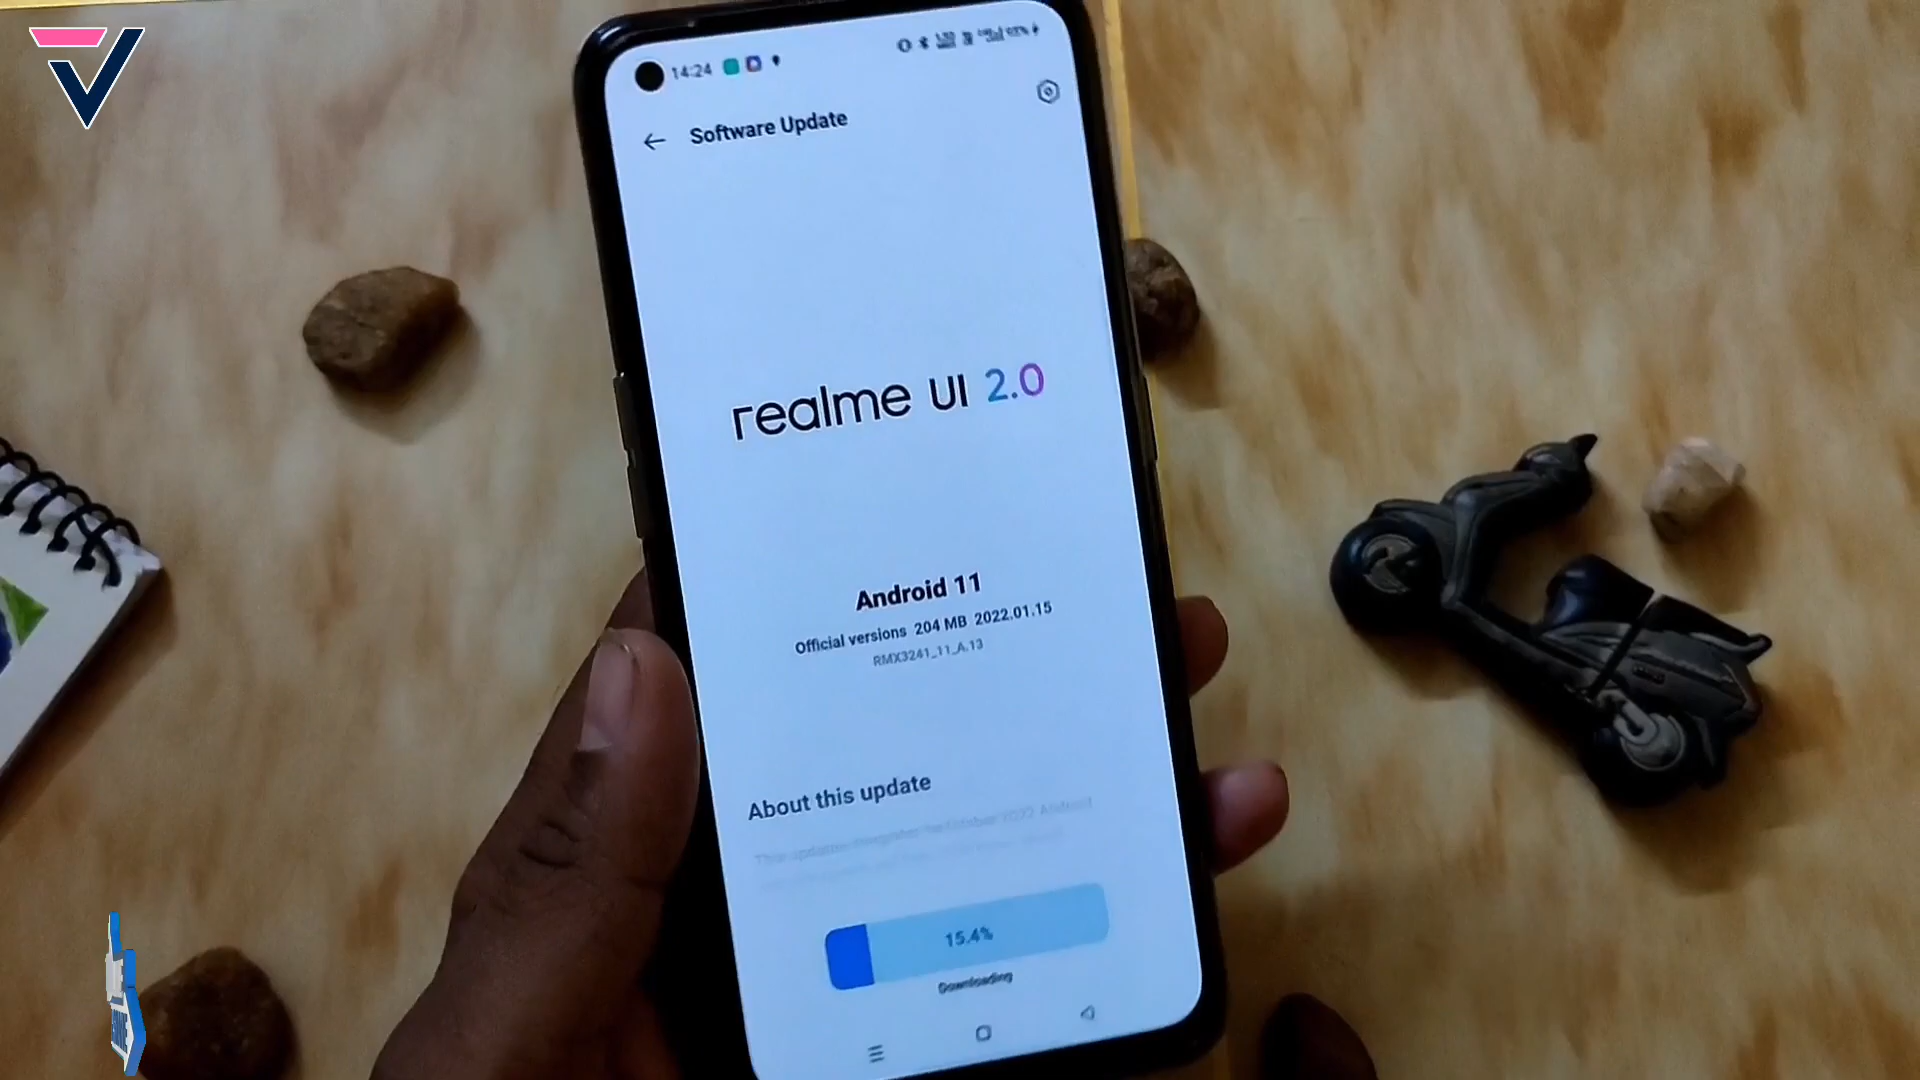 14:24
Software Update
realme UI 2.0
Android 11
Official versions 204 MB 2022.01.15
RMX3241_11_A.13
About this update
15.4%
Downloading